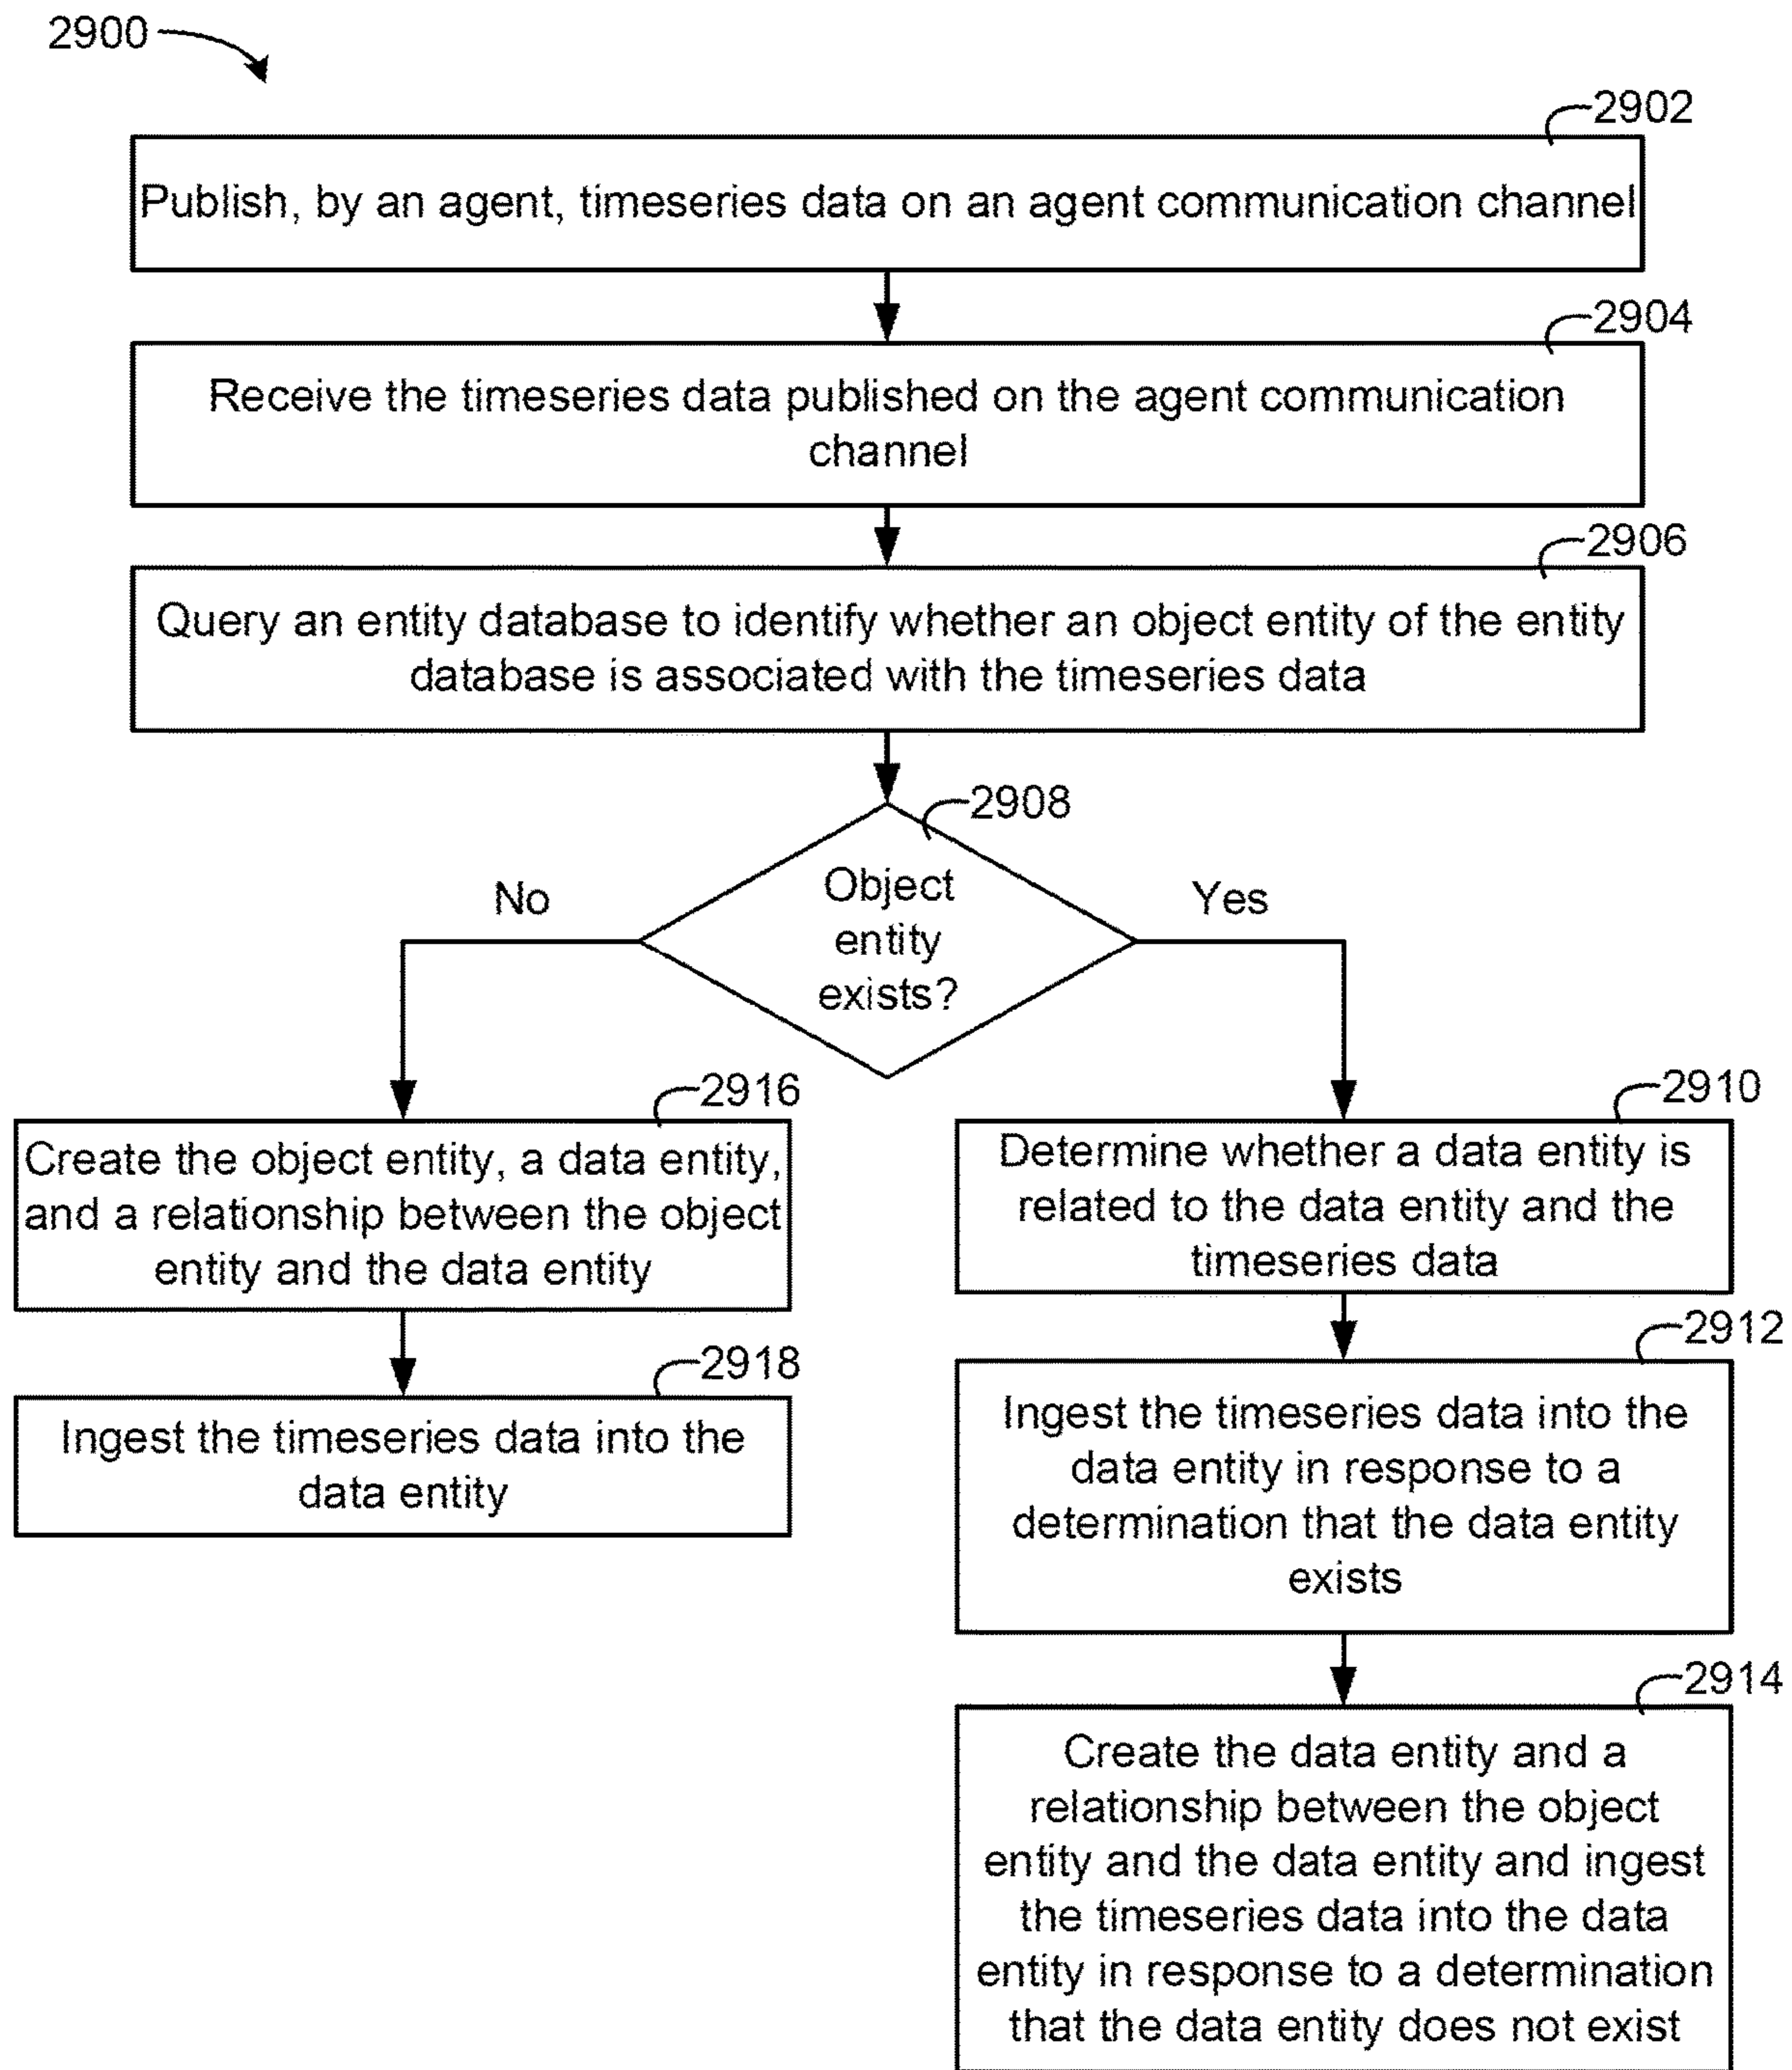 2900
2902
Publish, by an agent, timeseries data on an agent communication channel
2904
Receive the timeseries data published on the agent communication
channel
2906
Query an entity database to identify whether an object entity of the entity
database is associated with the timeseries data
2908
Object
entity
exists?
No
Yes
2916
Create the object entity, a data entity,
and a relationship between the object
entity and the data entity
2918
Ingest the timeseries data into the
data entity
2910
Determine whether a data entity is
related to the data entity and the
timeseries data
2912
Ingest the timeseries data into the
data entity in response to a
determination that the data entity
exists
2914
Create the data entity and a
relationship between the object
entity and the data entity and ingest
the timeseries data into the data
entity in response to a determination
that the data entity does not exist